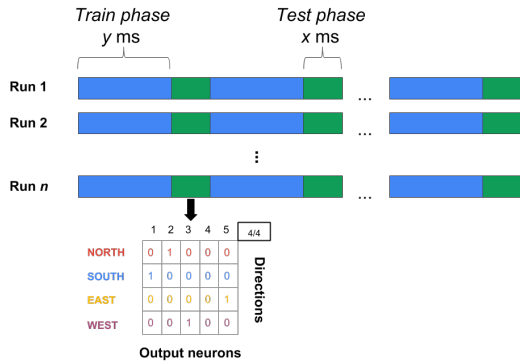 Train phase
y ms
Test phase
x ms
Run 1
...
Run 2
...
Run n
...
1 2 3 4 5
4/4
NORTH 0 1 0 0 0
SOUTH 1 0 0 0 0
EAST 0 0 0 0 1
WEST 0 0 1 0 0
Directions
Output neurons